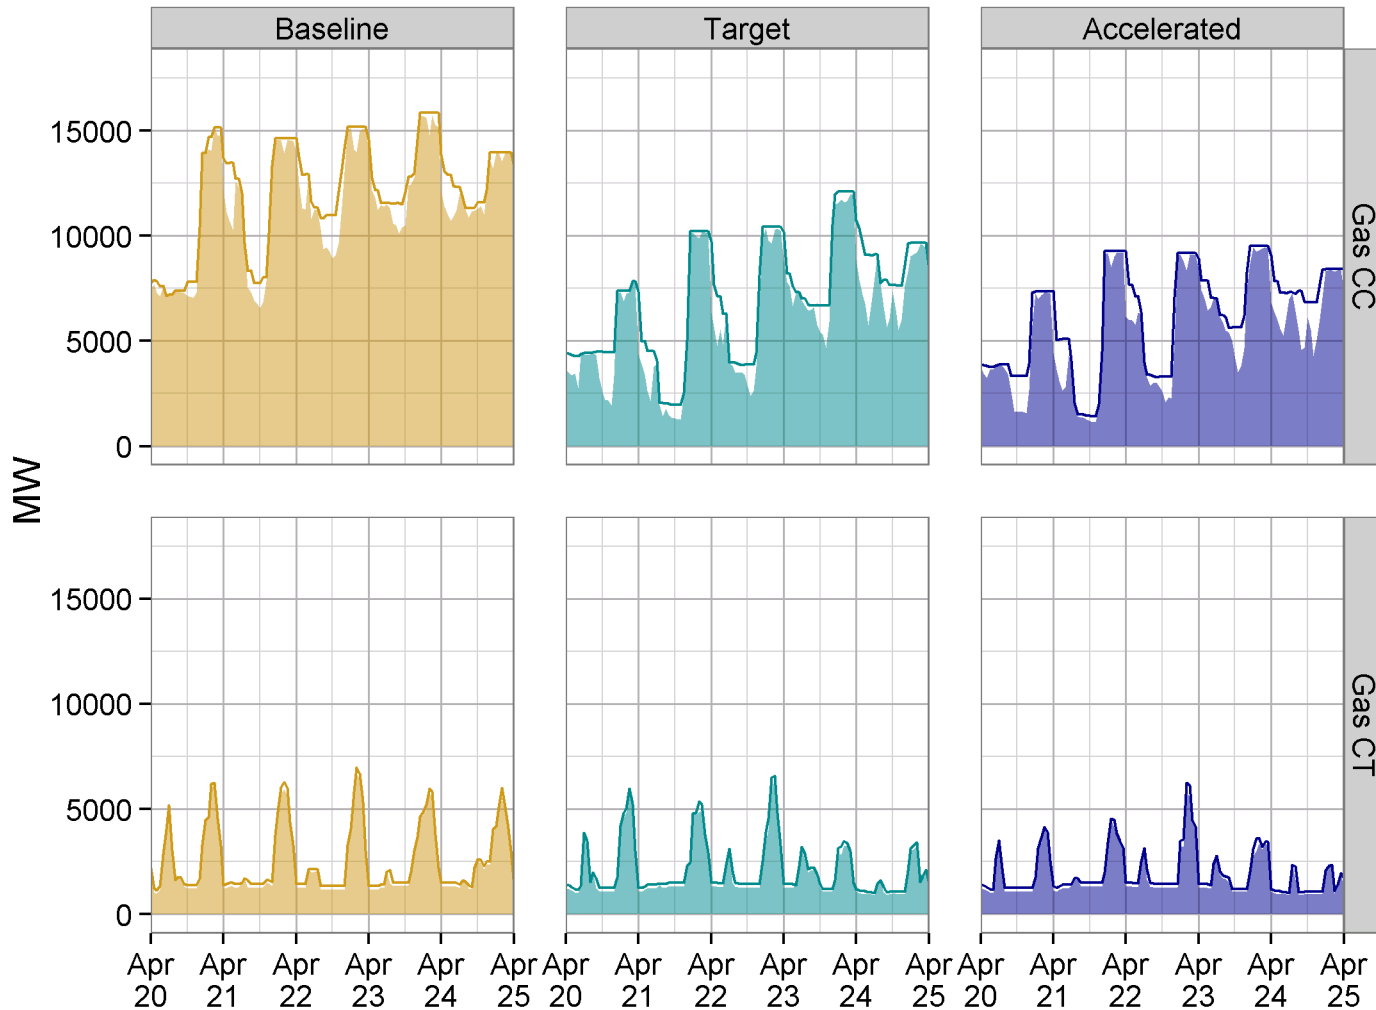 Baseline
Target
Accelerated
15000
10000
5000
0
Gas CC
MW
15000
10000
5000
0
Gas CT
Apr Apr Apr Apr Apr Apr Apr Apr Apr Apr Apr Apr Apr Apr Apr Apr Apr Apr
20 21 22 23 24 25 20 21 22 23 24 25 20 21 22 23 24 25